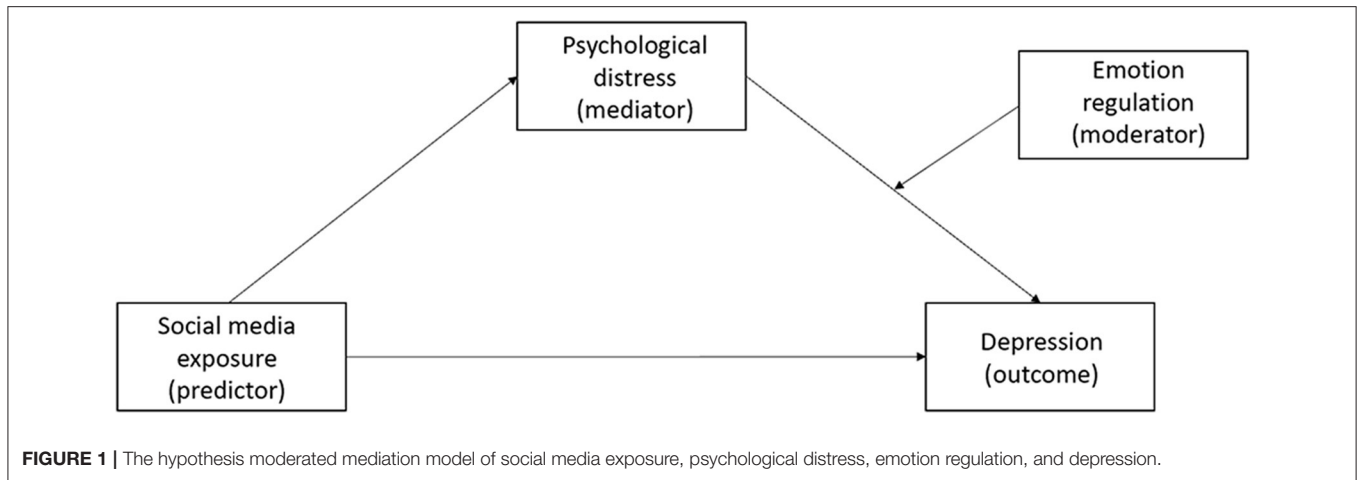 Psychological
distress
(mediator)
Emotion
regulation
(moderator)
Social media
exposure
(predictor)
Depression
(outcome)
FIGURE 1 | The hypothesis moderated mediation model of social media exposure, psychological distress, emotion regulation, and depression.